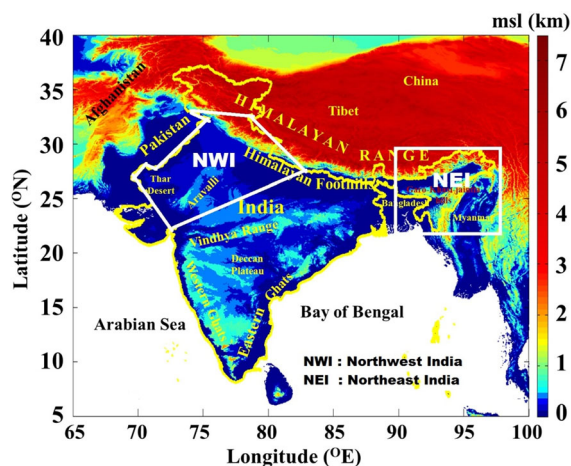 msl (km)
40
35
30
25
20
15
10
5
7
6
5
4
3
2
1
0
Afghanistan
China
Tibet
HIMALAYAN RANGE
Pakistan
NWI
Himalayan Foothills
NEI
Thar
Desert
Aravalli
India
Bangladesh
Hills
Myanmar
Vindhya Range
Deccan
Plateau
Western Ghats
Eastern Ghats
Arabian Sea
Bay of Bengal
NWI : Northwest India
NEI : Northeast India
65 70 75 80 85 90 95 100
Latitude (ᴼN)
Longitude (ᴼE)